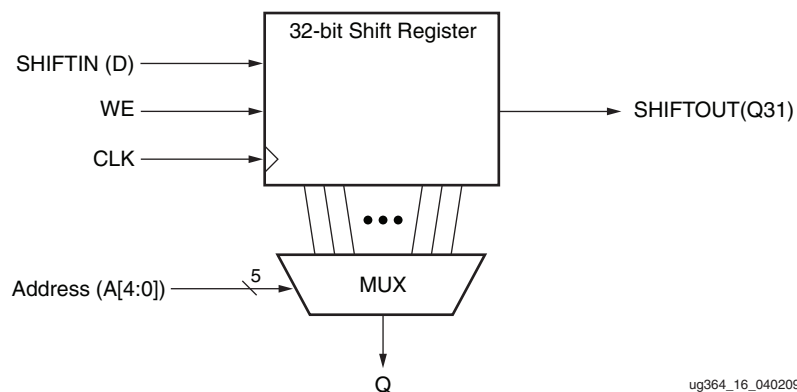 32-bit Shift Register
SHIFTIN (D)
WE
SHIFTOUT(Q31)
CLK
5
Address (A[4:0])
MUX
Q
ug364_16_040209